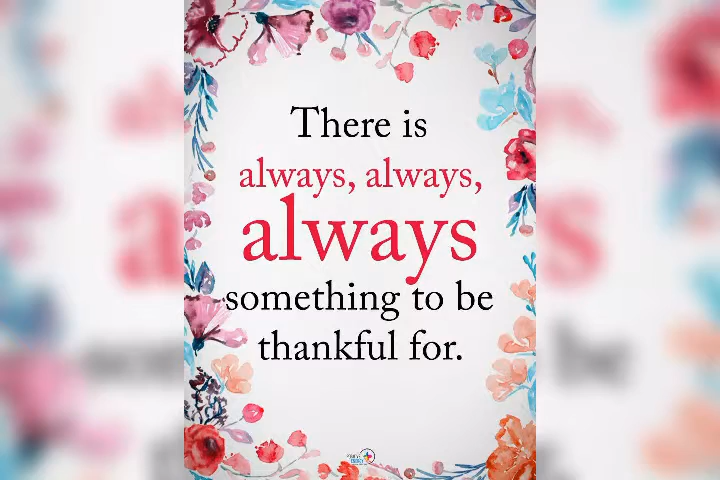 There is
always, always,
always
something to be
thankful for.